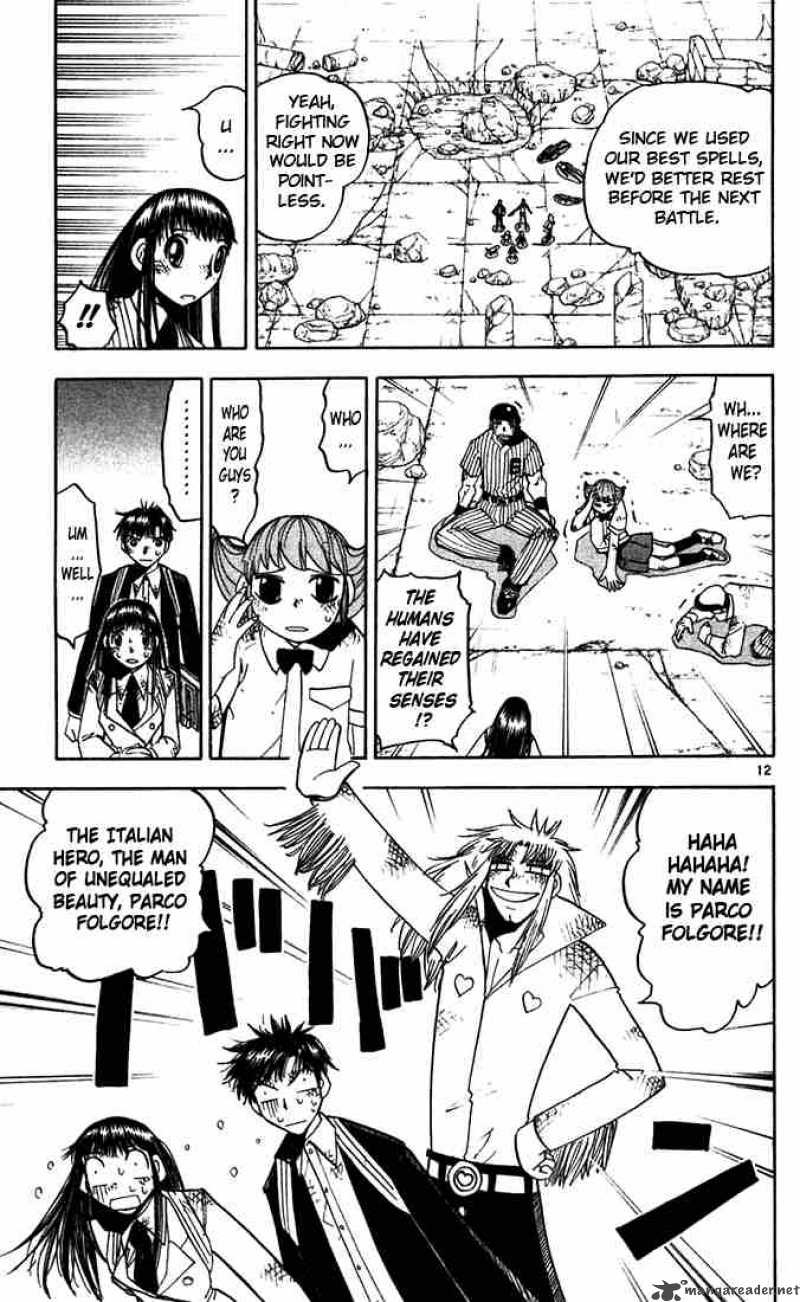 SINCE WE USED
OUR BEST SPELLS,
WE'D BETTER REST
BEFORE THE NEXT
BATTLE.
YEAH,
FIGHTING
RIGHT NOW
WOULD BE
POINT-
LESS.
U
...
!!
WH...
WHERE
ARE
WE?
THE
HUMANS
HAVE
REGAINED
THEIR
SENSES
!?
WHO
...
WHO
ARE
YOU
GUYS
?
.........
UM
...
WELL
...
12
HAHA
HAHAHA!
MY NAME
IS PARCO
FOLGORE!!
THE ITALIAN
HERO, THE MAN
OF UNEQUALED
BEAUTY, PARCO
FOLGORE!!
mangareader.net